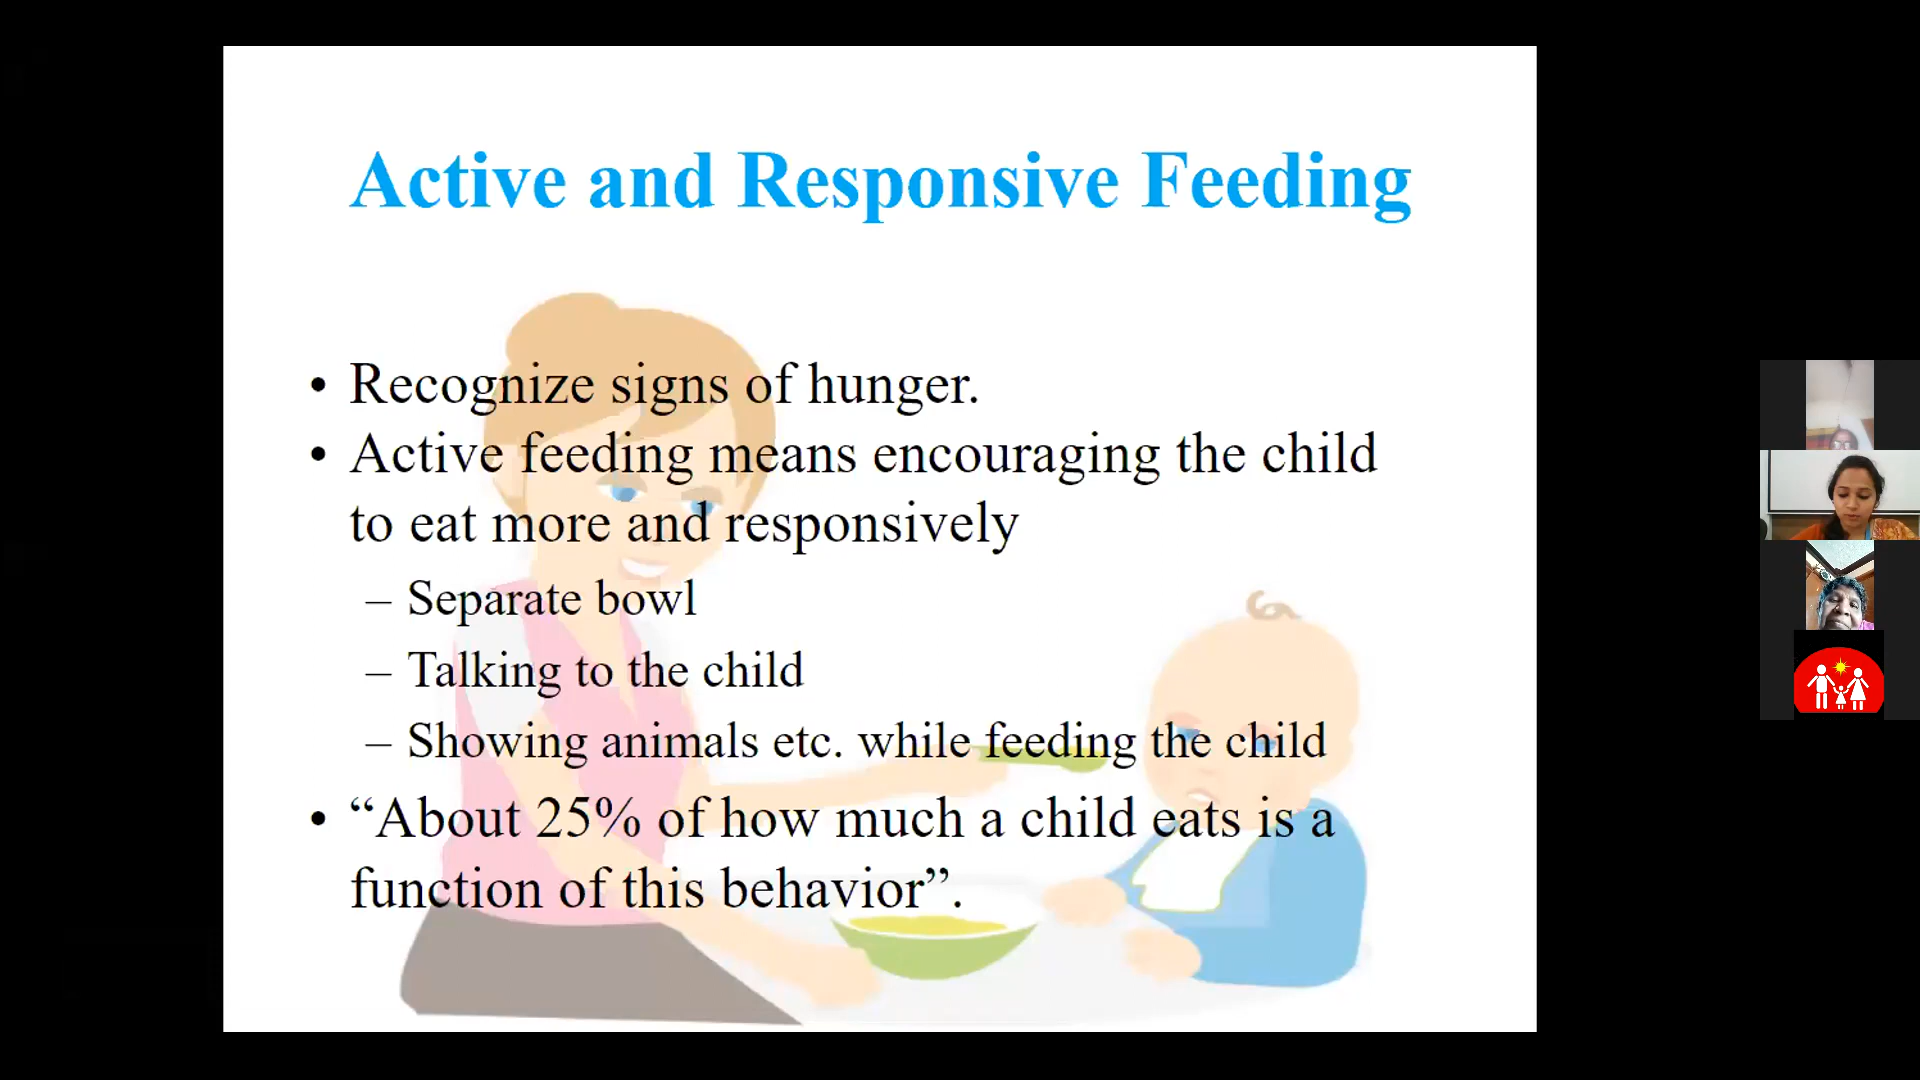 Active and Responsive Feeding
• Recognize signs of hunger.
• Active feeding means encouraging the child
to eat more and responsively
– Separate bowl
– Talking to the child
– Showing animals etc. while feeding the child
• “About 25% of how much a child eats is a
function of this behavior”.